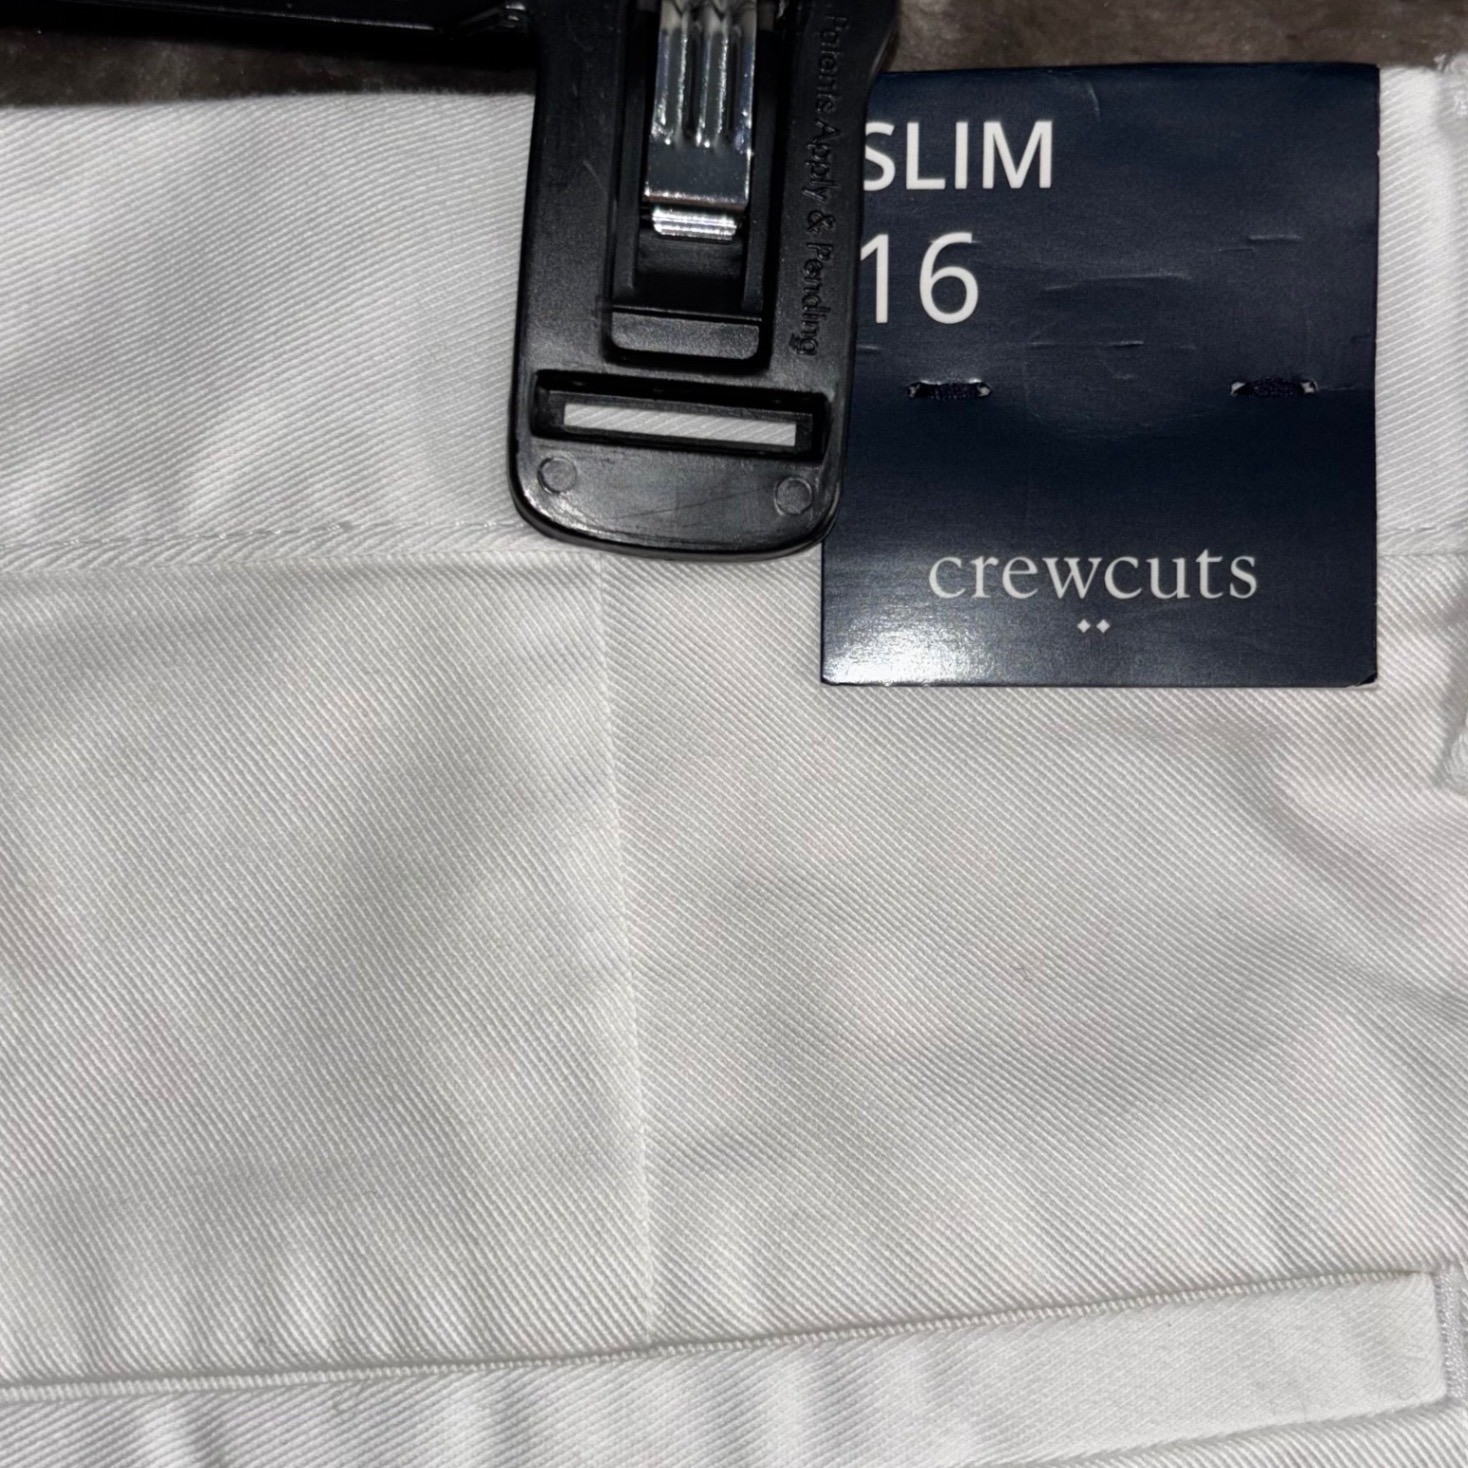 Patents Apply & Pending
SLIM
16
crewcuts